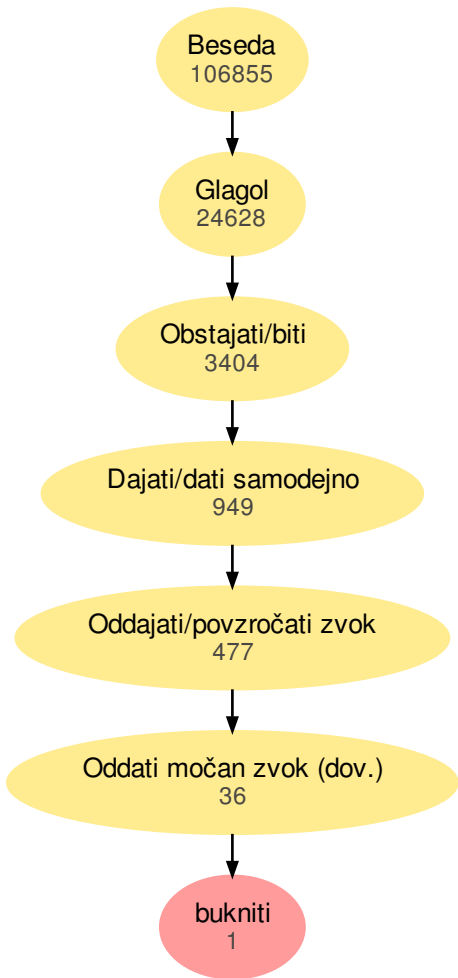 Beseda
106855
Glagol
24628
Obstajati/biti
3404
Dajati/dati samodejno
949
Oddajati/povzročati zvok
477
Oddati močan zvok (dov.)
36
bukniti
1